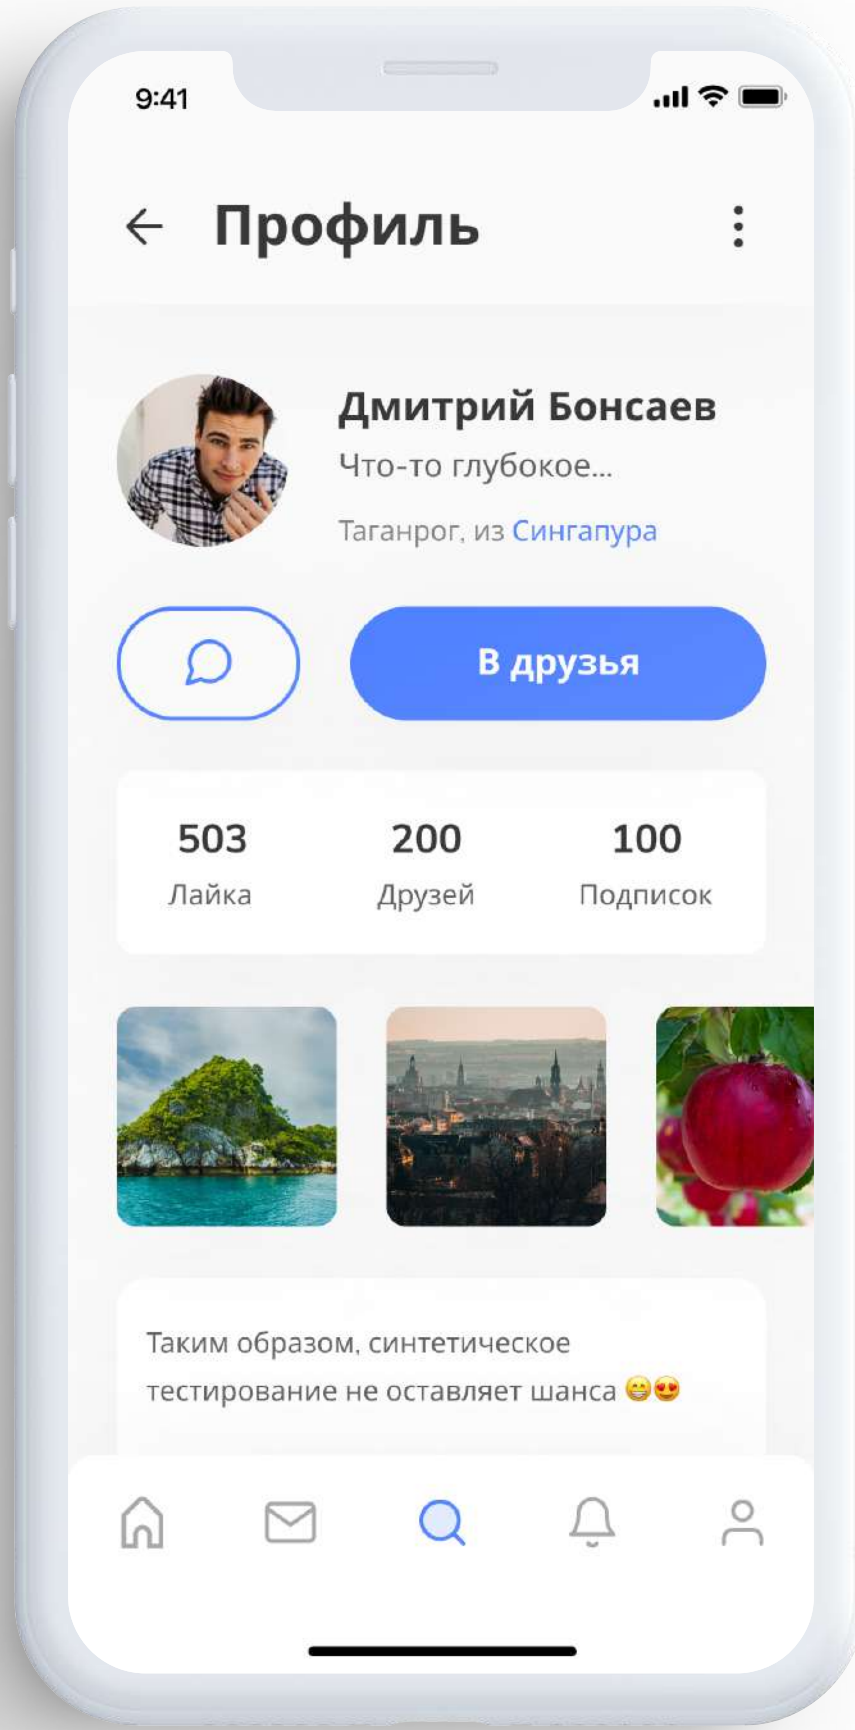 9:41
Профиль
Дмитрий Бонсаев
Что-то глубокое...
Таганрог, из Сингапура
В друзья
503 200 100
Лайка Друзей Подписок
Таким образом, синтетическое
тестирование не оставляет шанса 😁😍